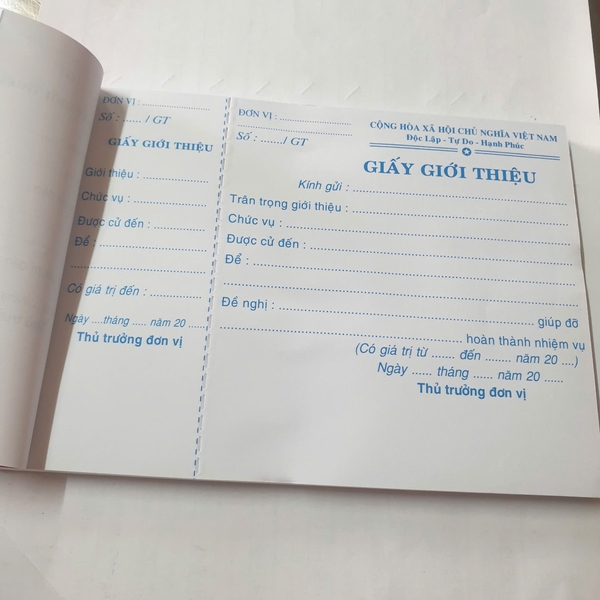 ĐƠN VỊ : ....................
Số : ...... / GT
GIẤY GIỚI THIỆU
Giới thiệu : ....................
Chức vụ : ....................
Được cử đến: ....................
Để: ..............................
........................................
Có giá trị đến : ..............
Ngày ....tháng ..... năm 20 .....
Thủ trưởng đơn vị
ĐƠN VỊ : ......................
........................................
Số : ......./ GT
CỘNG HÒA XÃ HỘI CHỦ NGHĨA VIỆT NAM
Độc Lập - Tự Do - Hạnh Phúc
GIẤY GIỚI THIỆU
Kính gửi : ............................................................
Trân trọng giới thiệu : ............................................................
Chức vụ : ................................................................................
Được cử đến: ................................................................................
Để : ................................................................................
................................................................................
Đề nghị : ............................................................ giúp đỡ
............................................................ hoàn thành nhiệm vụ
(Có giá trị từ ....... đến ........ năm 20 ....)
Ngày ...... tháng ...... năm 20 ......
Thủ trưởng đơn vị